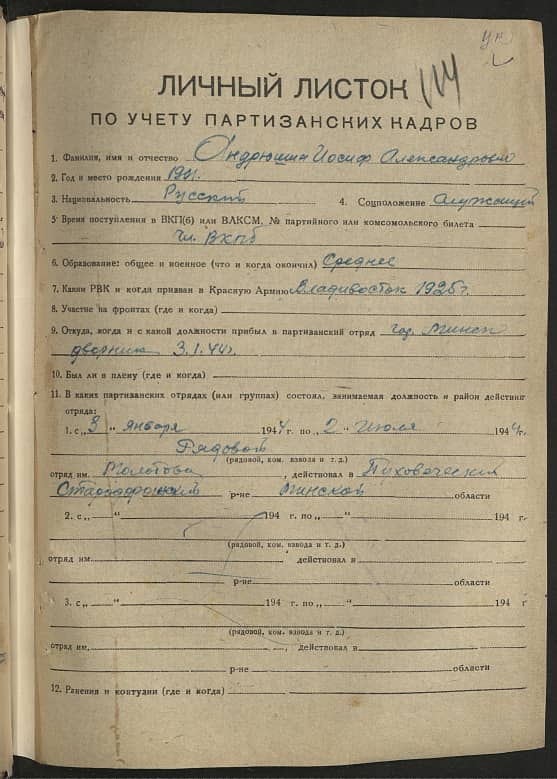 ЛИЧНЫЙ ЛИСТОК 114
ПО УЧЕТУ ПАРТИЗАНСКИХ КАДРОВ
1. Фамилия, имя и отчество Иосиф Александрович
2. Год и место рождения
3. Национальность Русский 4. Соцположение Служащий
5 Время поступления в ВКП(б) или ВЛКСМ, № партийного или комсомольского билета
чл. ВКПб
6. Образование: общее и военное (что и когда окончил) Среднее
7. Каким РВК и когда призван в Красную Армию Владивосток 1925 г.
8. Участие на фронтах (где и когда)
9. Откуда, когда и с какой должности прибыл в партизанский отряд гор. Минск
дворник 3.1.44г.
10. Был ли в плену (где и когда)
11. В каких партизанских отрядах (или группах) состоял, занимаемая должность и район действия
отряда:
1. с „3 " января 1944 г. по „2 " июля 1944г.
Рядовой
(рядовой, ком. взвода и т. д.)
отряд им. Молотова, действовал в Пуховический
Стародорожский р-не Минской области
2. с „ " 194 г. по „ " 194 г.
(рядовой, ком. взвода и т. д.)
отряд им. , действовал в
р-не области
3. с „ " 194 г. по „ " 194 г
(рядовой, ком. взвода и т. д.)
отряд им. , действовал в
р-не области
12. Ранения и контузии (где и когда)